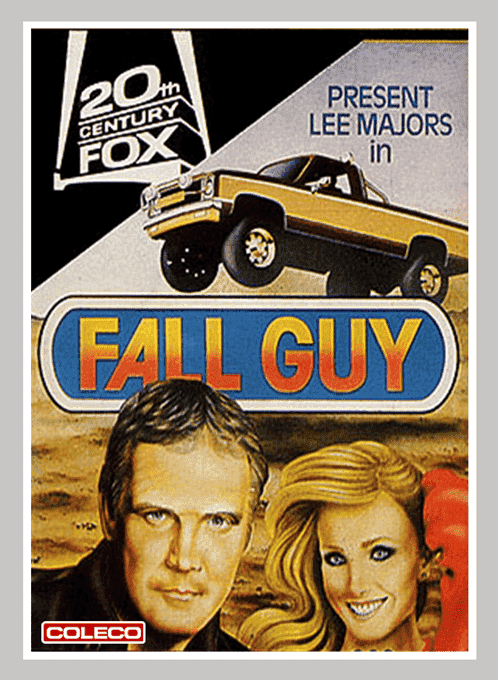 20th
CENTURY
FOX
PRESENT
LEE MAJORS
in
FALL GUY
COLECO